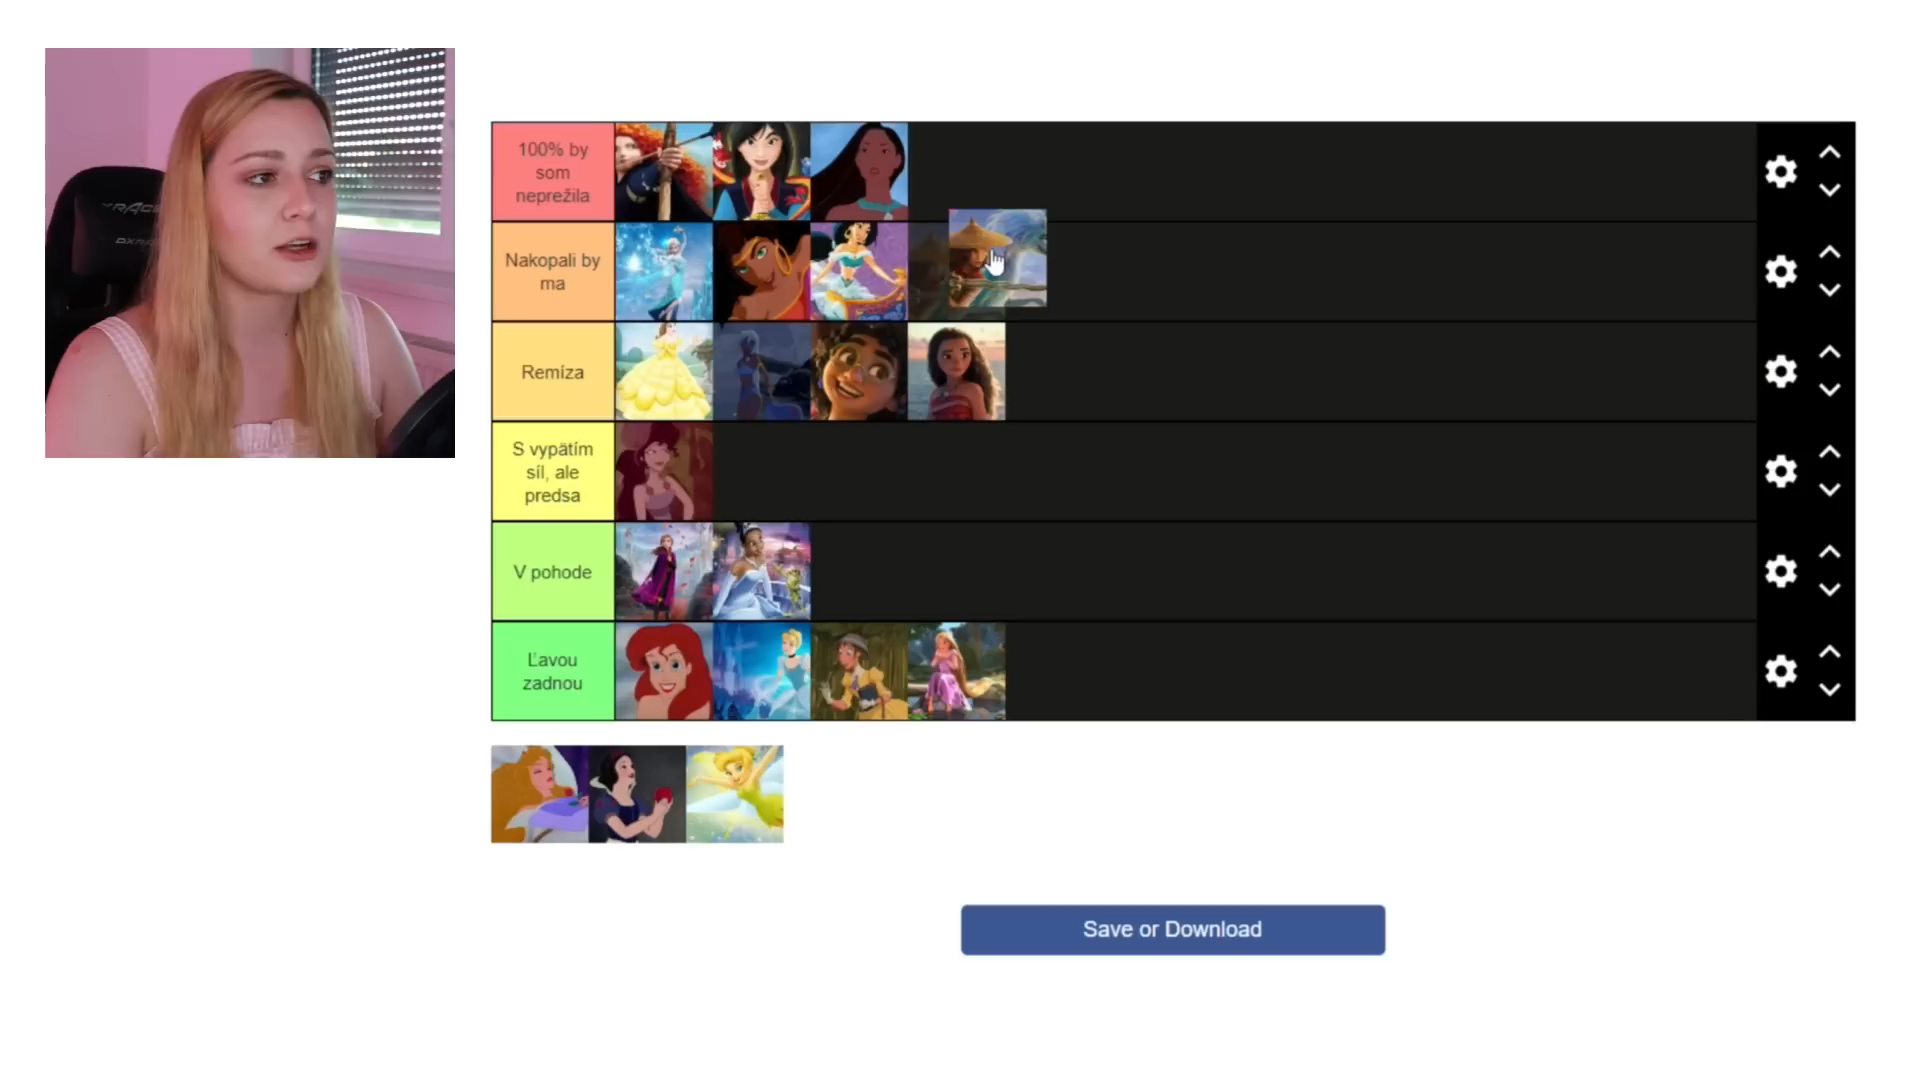 100% by
som
neprežila
Nakopali by
ma
Remíza
S vypätím
síl, ale
predsa
V pohode
Ľavou
zadnou
Save or Download